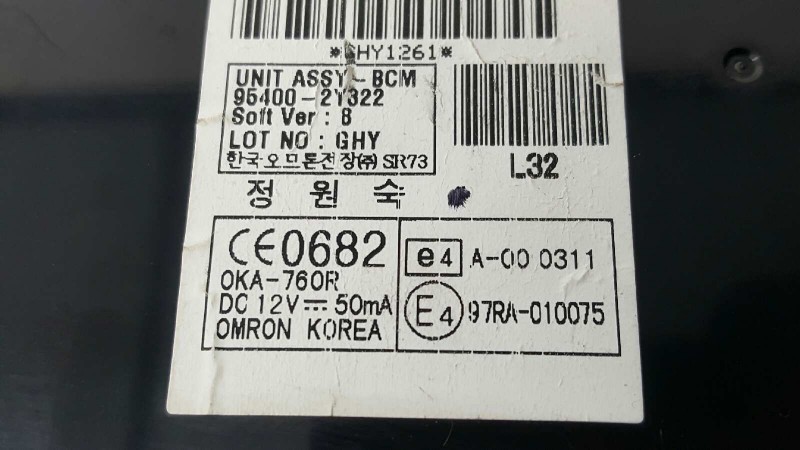 *GHY1261*
UNIT ASSY-BCM
95400-2Y322
Soft Ver : B
LOT NO : GHY
한국오므론전장(주) SIR73
L32
정 원 숙
CE0682
OKA-760R
DC 12V⎓50mA
OMRON KOREA
e4 A-00 0311
E4 97RA-010075